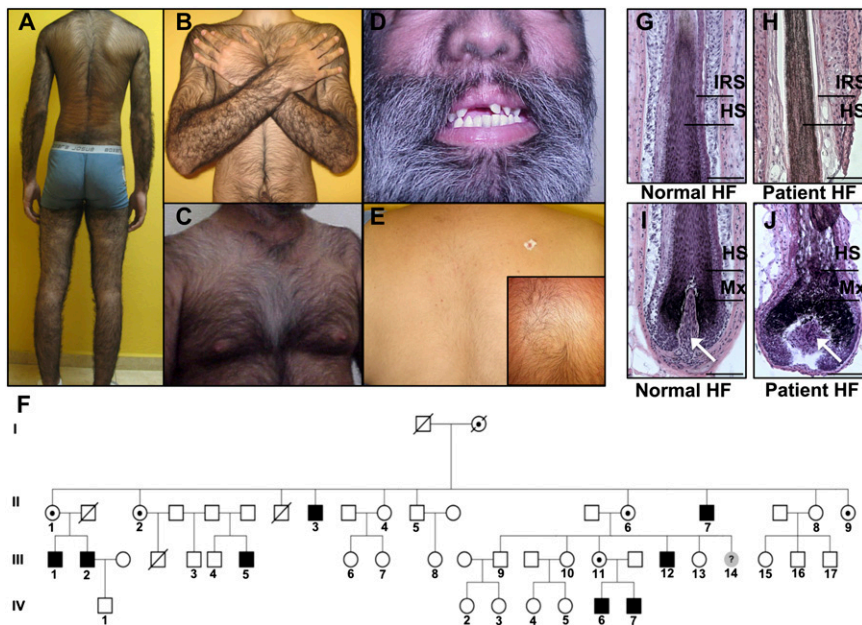 A B D G H
IRS IRS
HS HS
Normal HF Patient HF
C E I J
HS HS
Mx Mx
Normal HF Patient HF
F
I
II
1 2 3 4 5 6 7 8 9
III ?
1 2 3 4 5 6 7 8 9 10 11 12 13 14 15 16 17
IV
1 2 3 4 5 6 7